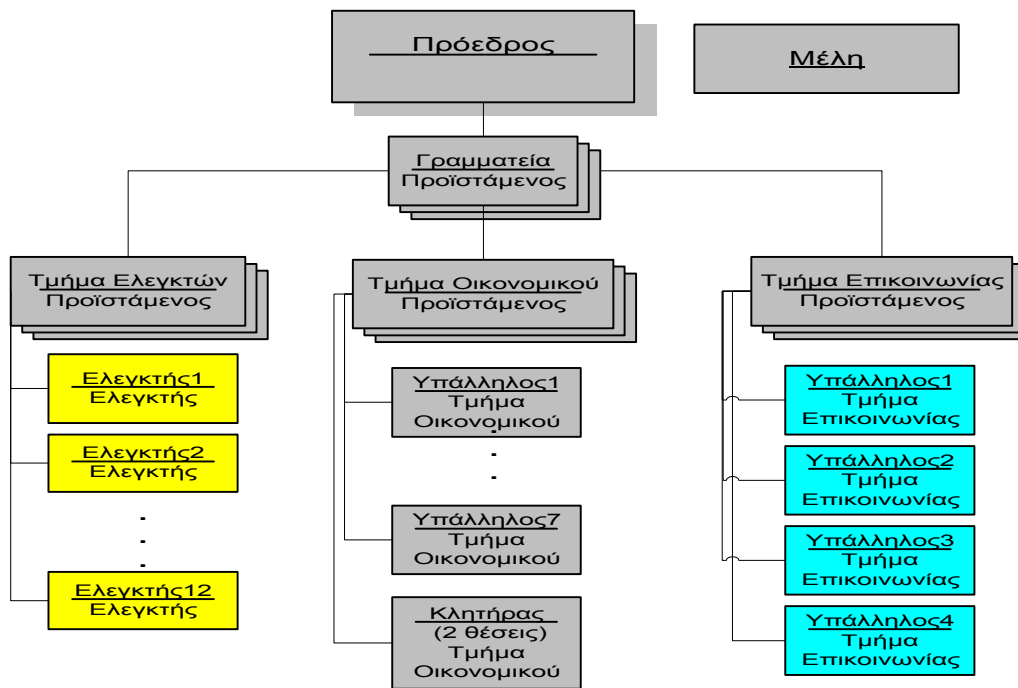 Πρόεδρος
Μέλη
Γραμματεία
Προϊστάμενος
Τμήμα Ελεγκτών
Προϊστάμενος
Τμήμα Οικονομικού
Προϊστάμενος
Τμήμα Επικοινωνίας
Προϊστάμενος
Ελεγκτής1
Ελεγκτής
Ελεγκτής2
Ελεγκτής
Ελεγκτής12
Ελεγκτής
Υπάλληλος1
Τμήμα
Οικονομικού
Υπάλληλος7
Τμήμα
Οικονομικού
Κλητήρας
(2 θέσεις)
Τμήμα
Οικονομικού
Υπάλληλος1
Τμήμα
Επικοινωνίας
Υπάλληλος2
Τμήμα
Επικοινωνίας
Υπάλληλος3
Τμήμα
Επικοινωνίας
Υπάλληλος4
Τμήμα
Επικοινωνίας